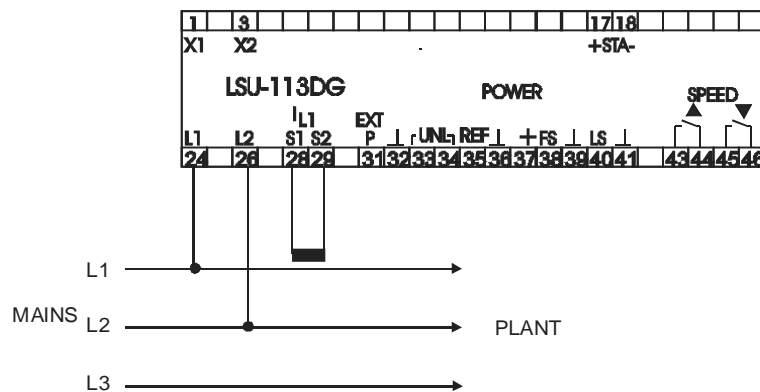 1 3 17 18
X1 X2 +STA-
LSU-113DG POWER SPEED
IL1 EXT
L1 L2 S1 S2 P ⊥ UNL REF ⊥ + FS ⊥ LS ⊥
24 26 28 29 31 32 33 34 35 36 37 38 39 40 41 43 44 45 46
L1
MAINS L2 PLANT
L3